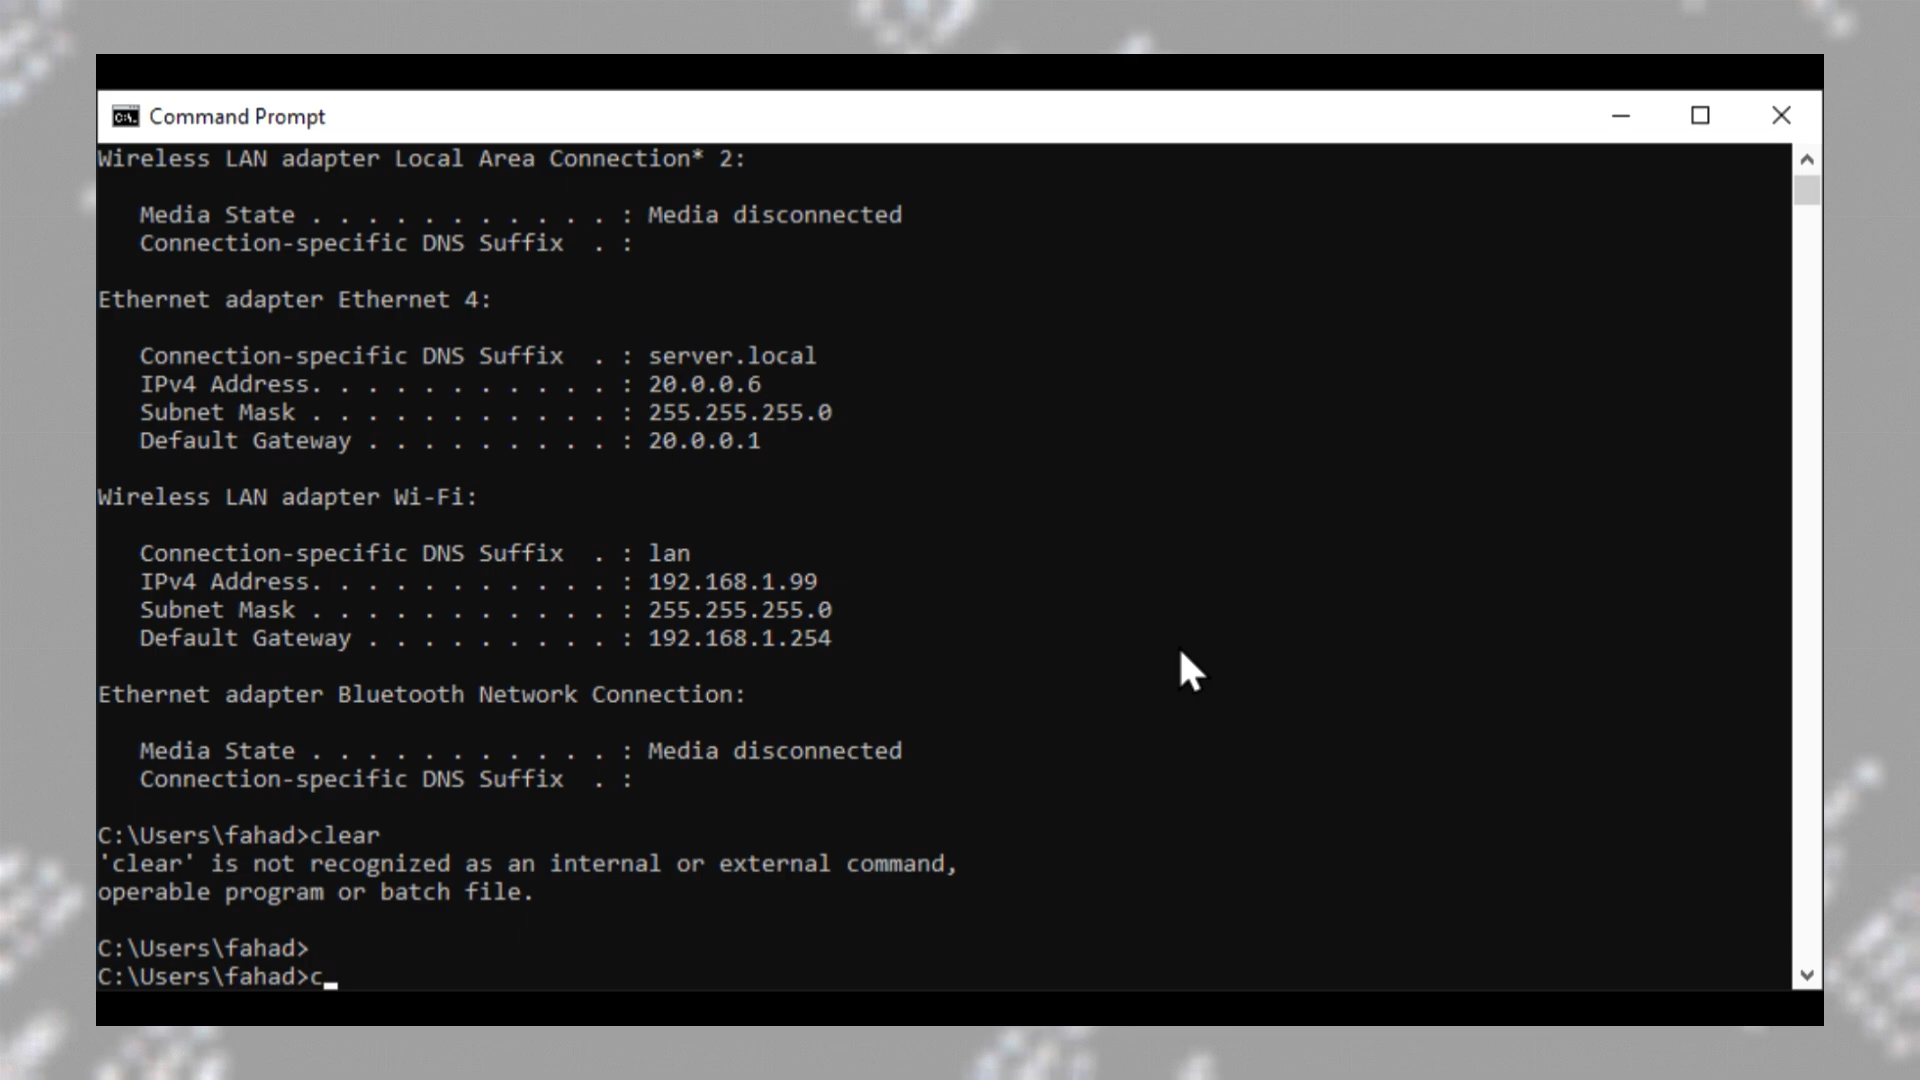 Command Prompt
Wireless LAN adapter Local Area Connection* 2:
Media State . . . . . . . . . . . : Media disconnected
Connection-specific DNS Suffix  . :
Ethernet adapter Ethernet 4:
Connection-specific DNS Suffix  . : server.local
IPv4 Address. . . . . . . . . . . : 20.0.0.6
Subnet Mask . . . . . . . . . . . : 255.255.255.0
Default Gateway . . . . . . . . . : 20.0.0.1
Wireless LAN adapter Wi-Fi:
Connection-specific DNS Suffix  . : lan
IPv4 Address. . . . . . . . . . . : 192.168.1.99
Subnet Mask . . . . . . . . . . . : 255.255.255.0
Default Gateway . . . . . . . . . : 192.168.1.254
Ethernet adapter Bluetooth Network Connection:
Media State . . . . . . . . . . . : Media disconnected
Connection-specific DNS Suffix  . :
C:\Users\fahad>clear
'clear' is not recognized as an internal or external command,
operable program or batch file.
C:\Users\fahad>
C:\Users\fahad>c